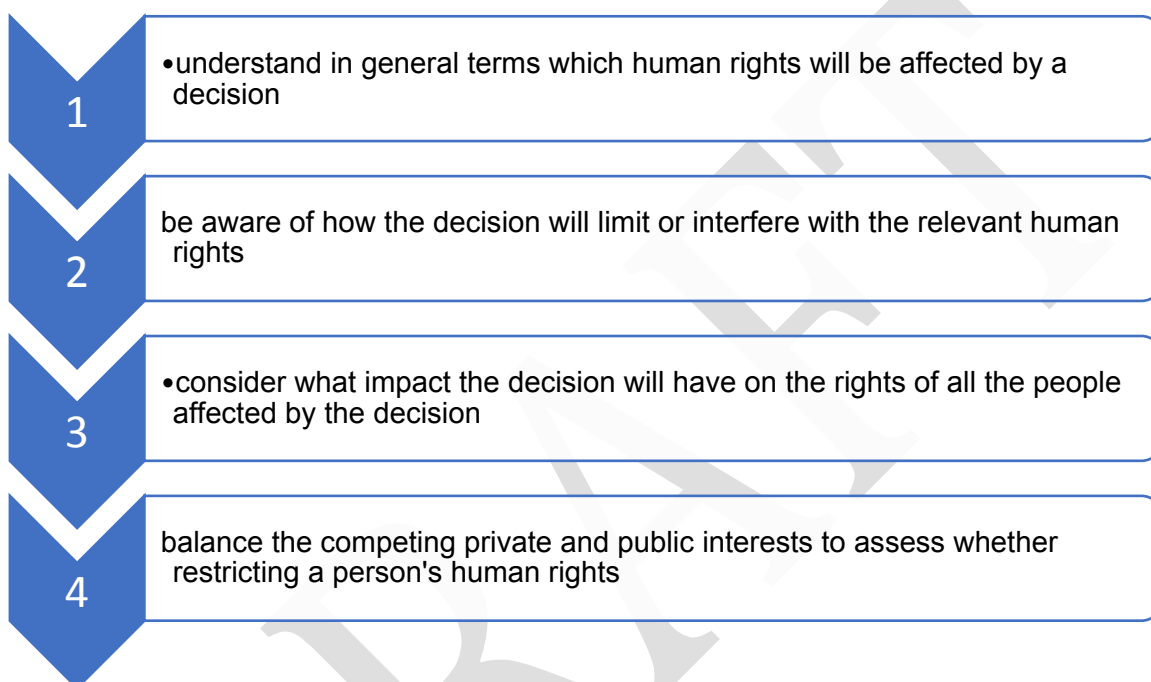 1
•understand in general terms which human rights will be affected by a
decision
2
be aware of how the decision will limit or interfere with the relevant human
rights
3
•consider what impact the decision will have on the rights of all the people
affected by the decision
4
balance the competing private and public interests to assess whether
restricting a person's human rights
RAFT